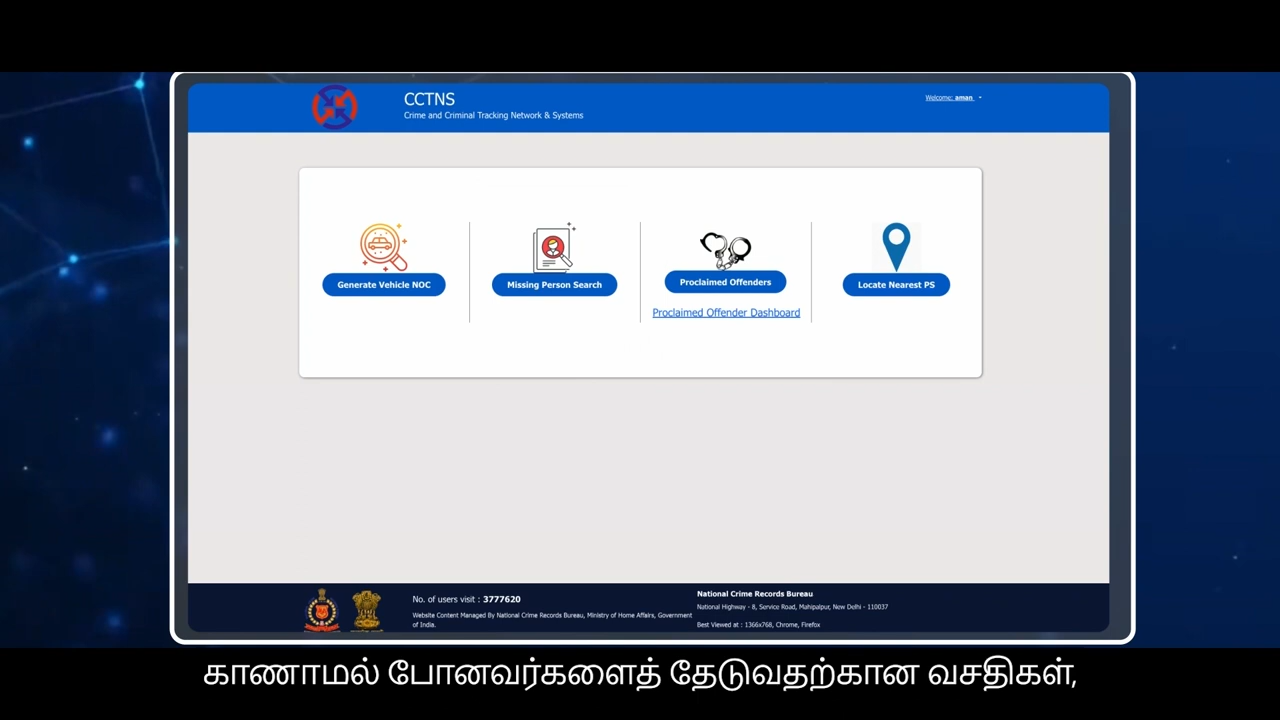 CCTNS
Crime and Criminal Tracking Network & Systems
Welcome: aman
Generate Vehicle NOC
Missing Person Search
Proclaimed Offenders
Proclaimed Offender Dashboard
Locate Nearest PS
No. of users visit : 3777620
Website Content Managed By National Crime Records Bureau, Ministry of Home Affairs, Government
of India.
National Crime Records Bureau
National Highway - 8, Service Road, Mahipalpur, New Delhi - 110037
Best Viewed at : 1366x768, Chrome, Firefox
காணாமல் போனவர்களைத் தேடுவதற்கான வசதிகள்,